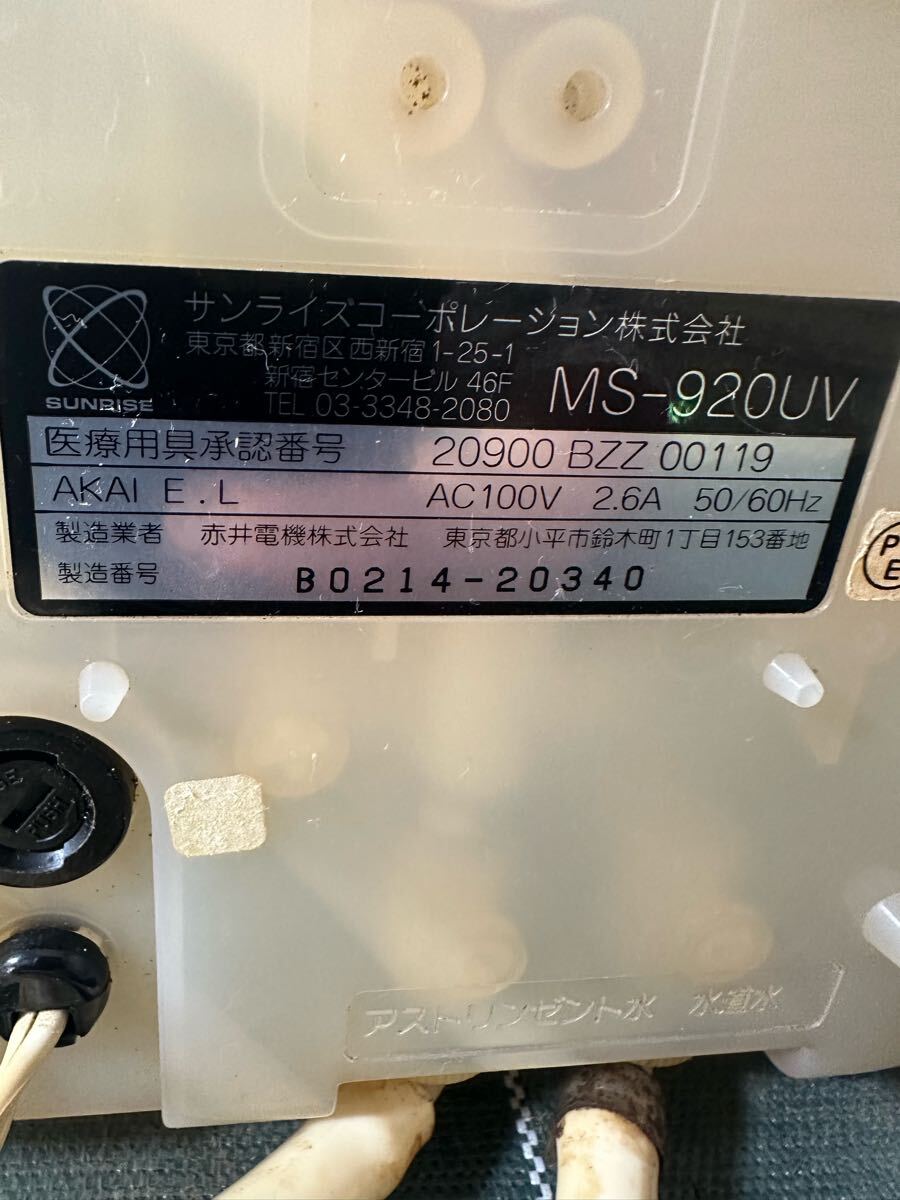 サンライズコーポレーション株式会社
東京都新宿区西新宿1-25-1
新宿センタービル 46F
TEL 03-3348-2080
MS-920UV
SUNRISE
医療用具承認番号 20900 BZZ 00119
AKAI E.L AC100V 2.6A 50/60Hz
製造業者 赤井電機株式会社 東京都小平市鈴木町1丁目153番地
製造番号 B0214-20340
P
E
PUSH
アストリンゼント水 水道水